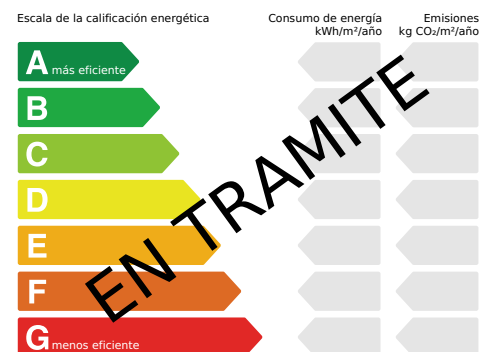 Escala de la calificación energética
Consumo de energía
kWh/m²/año
Emisiones
kg CO₂/m²/año
A más eficiente
B
C
D
E
F
G menos eficiente
EN TRAMITE